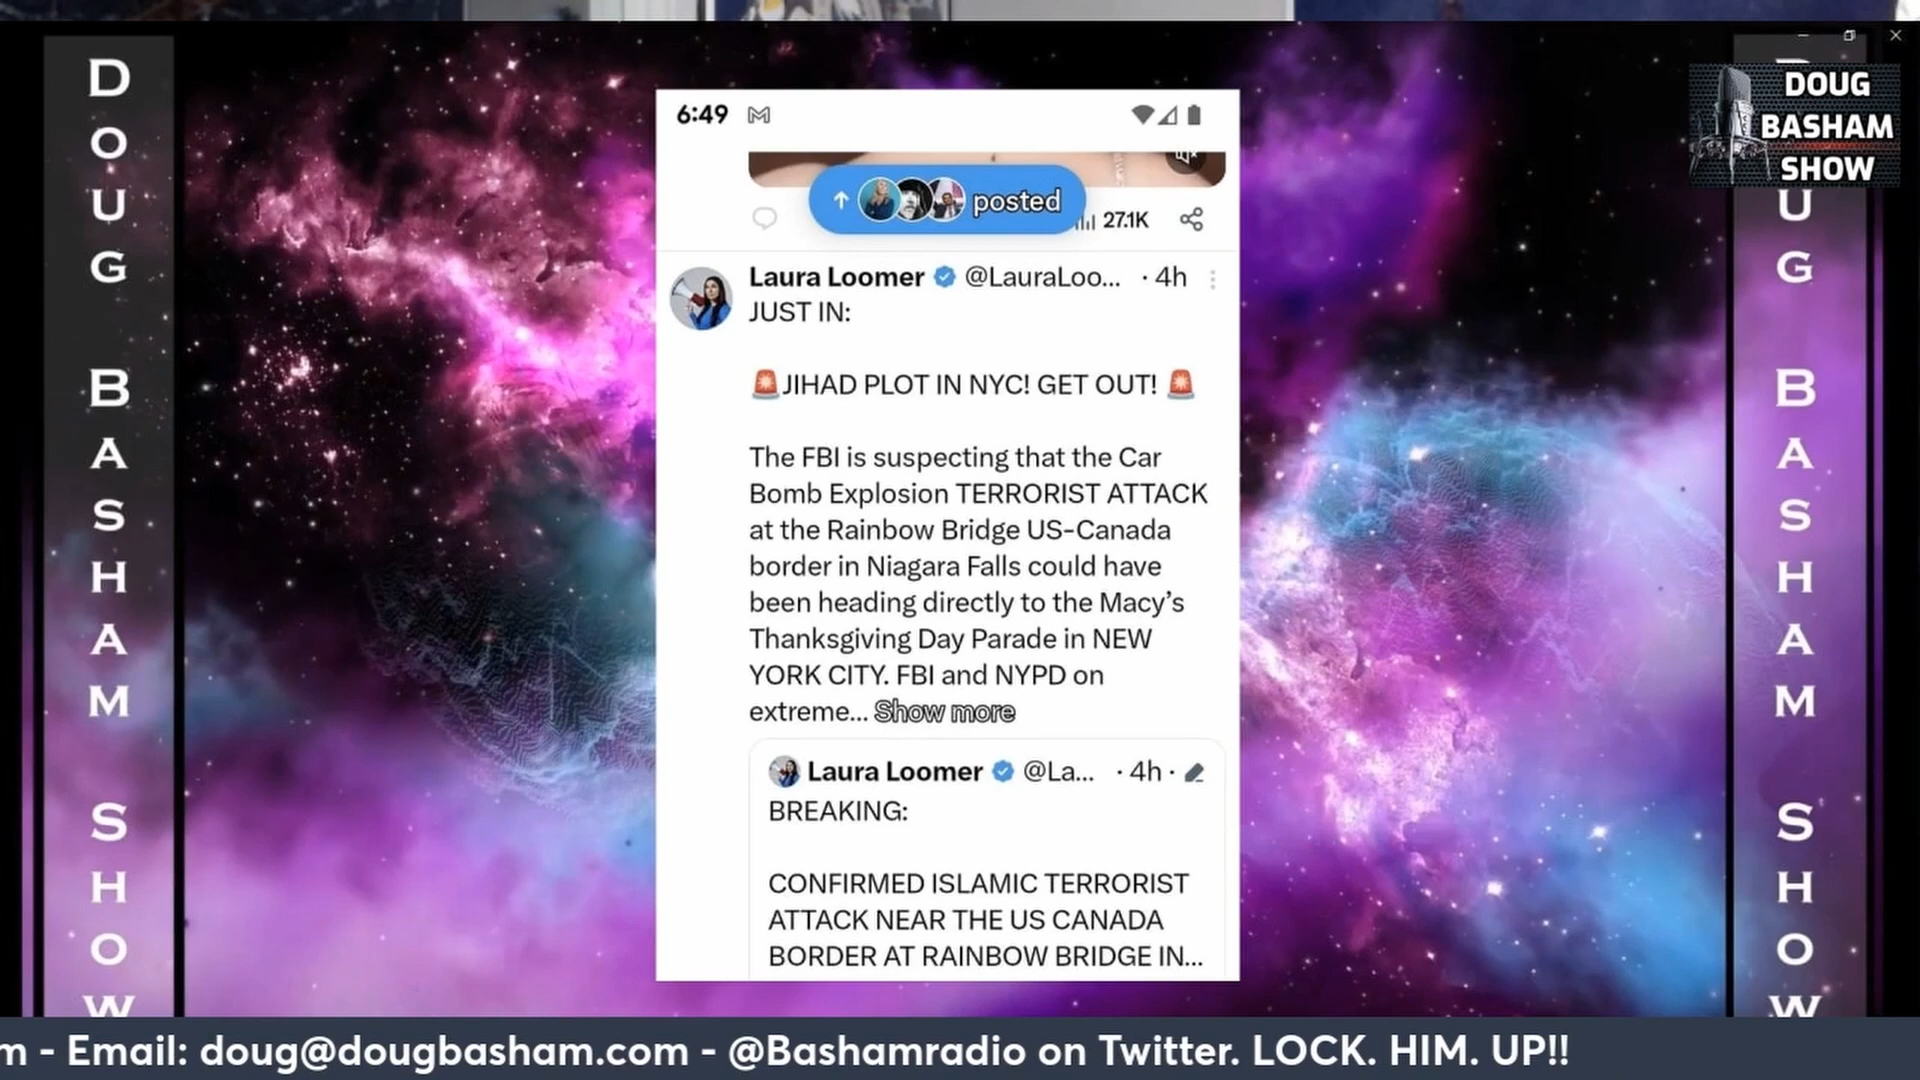 DOUG BASHAM SHOW
DOUG
BASHAM
SHOW
6:49
posted
27.1K
Laura Loomer @LauraLoo... · 4h
JUST IN:
🚨JIHAD PLOT IN NYC! GET OUT! 🚨
The FBI is suspecting that the Car
Bomb Explosion TERRORIST ATTACK
at the Rainbow Bridge US-Canada
border in Niagara Falls could have
been heading directly to the Macy’s
Thanksgiving Day Parade in NEW
YORK CITY. FBI and NYPD on
extreme... Show more
Laura Loomer @La... · 4h ·
BREAKING:
CONFIRMED ISLAMIC TERRORIST
ATTACK NEAR THE US CANADA
BORDER AT RAINBOW BRIDGE IN...
UG BASHAM SHOW
m - Email: doug@dougbasham.com - @Bashamradio on Twitter. LOCK. HIM. UP!!